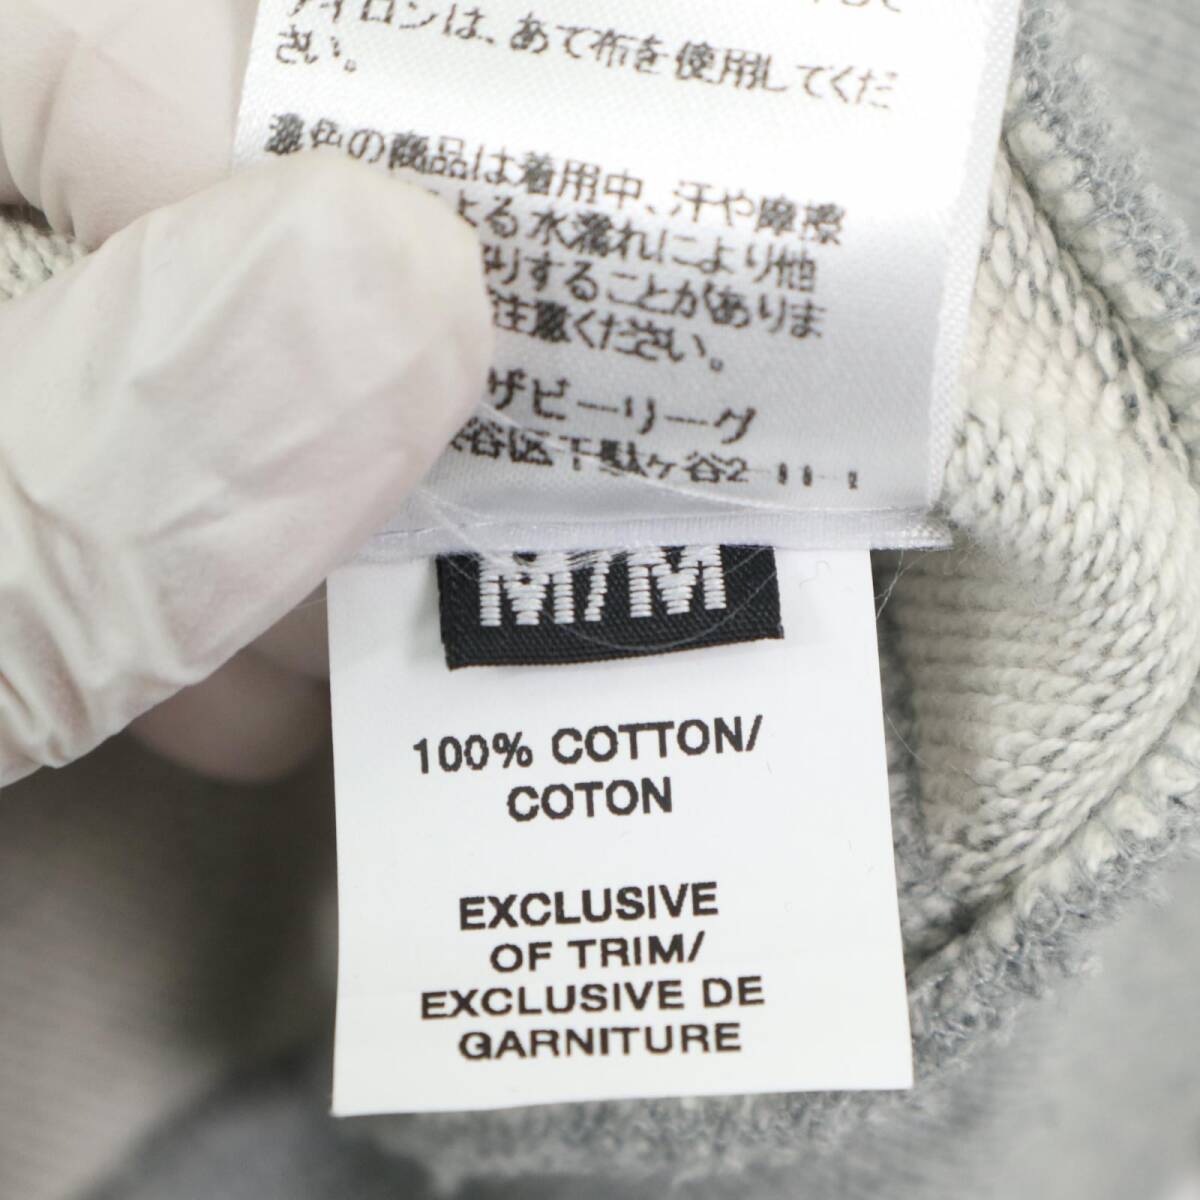 アイロンは、あて布を使用してくだ
さい。
濃色の商品は着用中、汗や摩擦
よる水濡れにより他
りすることがありま
注意ください。
ザビーリーグ
谷区千駄ヶ谷2-11-2
M/M
100% COTTON/
COTON
EXCLUSIVE
OF TRIM/
EXCLUSIVE DE
GARNITURE